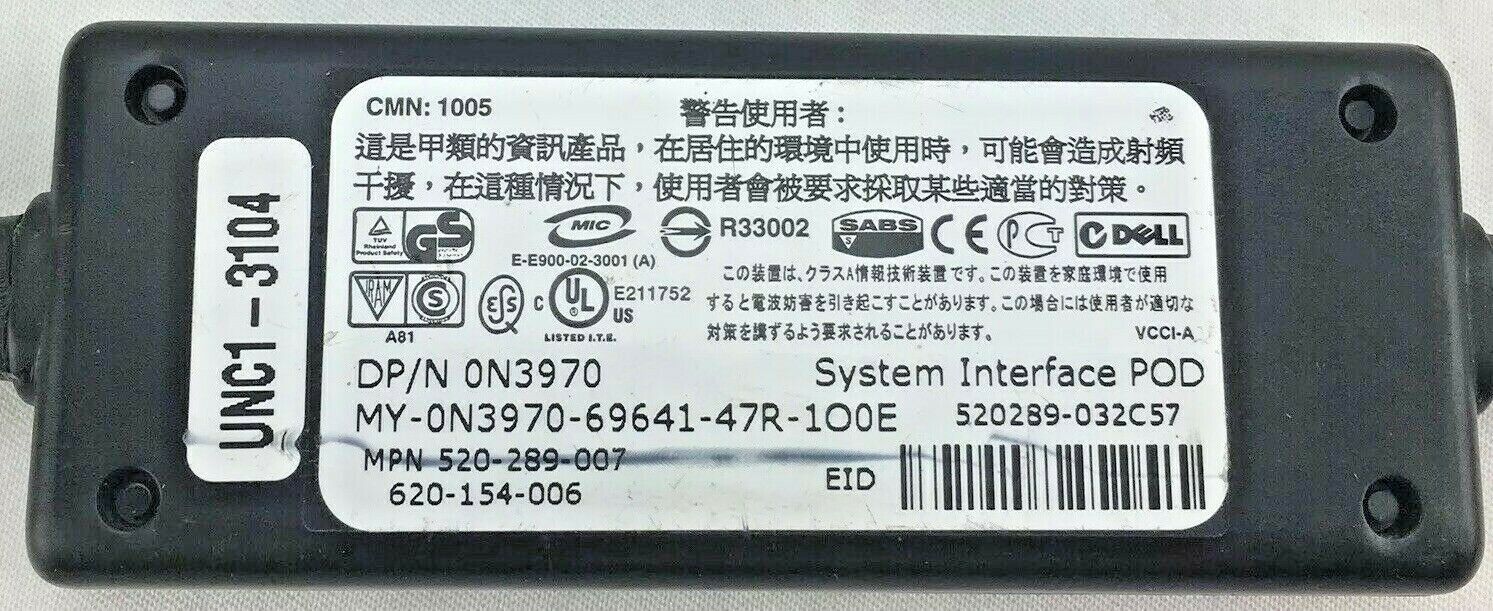 UNC1-3104
CMN: 1005
警告使用者:
這是甲類的資訊產品,在居住的環境中使用時,可能會造成射頻
干擾,在這種情況下,使用者會被要求採取某些適當的對策。
TUV
Rheinland
Product Safety
GS
MIC
E-E900-02-3001 (A)
R33002
SABS
S
CE
PCT
DELL
この装置は、クラスA情報技術装置です。この装置を家庭環境で使用
すると電波妨害を引き起こすことがあります。この場合には使用者が適切な
対策を講ずるよう要求されることがあります。
VCCI-A
IRAM
S
A81
C UL US
®
LISTED I.T.E.
E211752
DP/N 0N3970
System Interface POD
MY-0N3970-69641-47R-1O0E
520289-032C57
MPN 520-289-007
620-154-006
EID